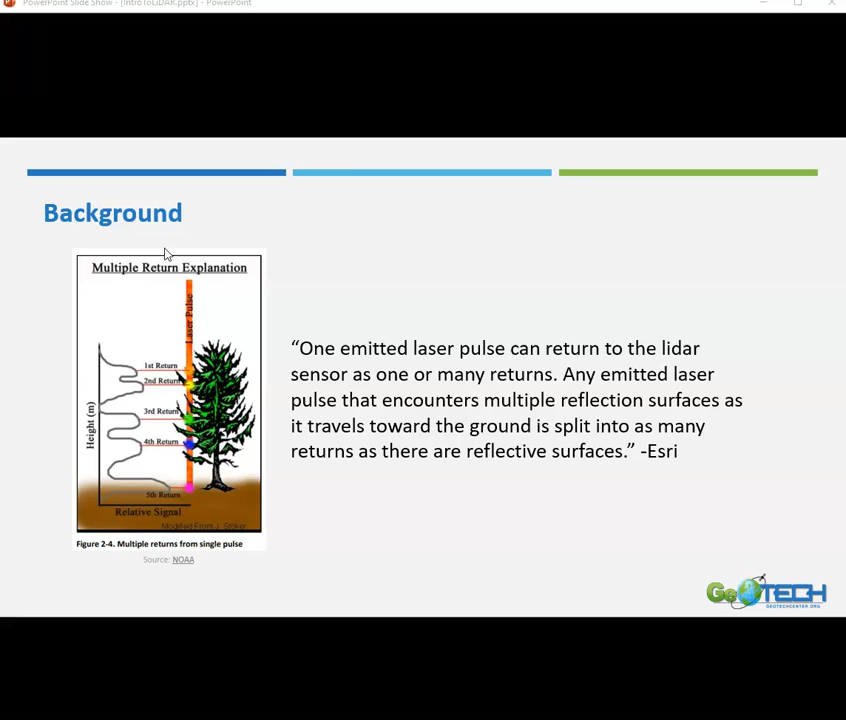 PowerPoint Slide Show - [IntroToLiDAR.pptx] - PowerPoint
Background
Multiple Return Explanation
Laser Pulse
1st Return
2nd Return
3rd Return
4th Return
5th Return
Height (m)
Relative Signal
Modified From J. Stoker
Figure 2-4. Multiple returns from single pulse
Source: NOAA
“One emitted laser pulse can return to the lidar
sensor as one or many returns. Any emitted laser
pulse that encounters multiple reflection surfaces as
it travels toward the ground is split into as many
returns as there are reflective surfaces.” -Esri
GeOTECH
GEOTECHCENTER.ORG